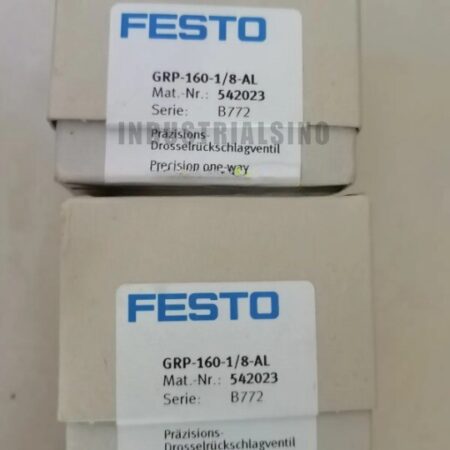 FESTO
GRP-160-1/8-AL
Mat.-Nr.: 542023
Serie: B772
INDUSTRIALSINO
Präzisions-
Drosselrückschlagventil
Precision one-way
FESTO
GRP-160-1/8-AL
Mat.-Nr.: 542023
Serie: B772
Präzisions-
Drosselrückschlagventil